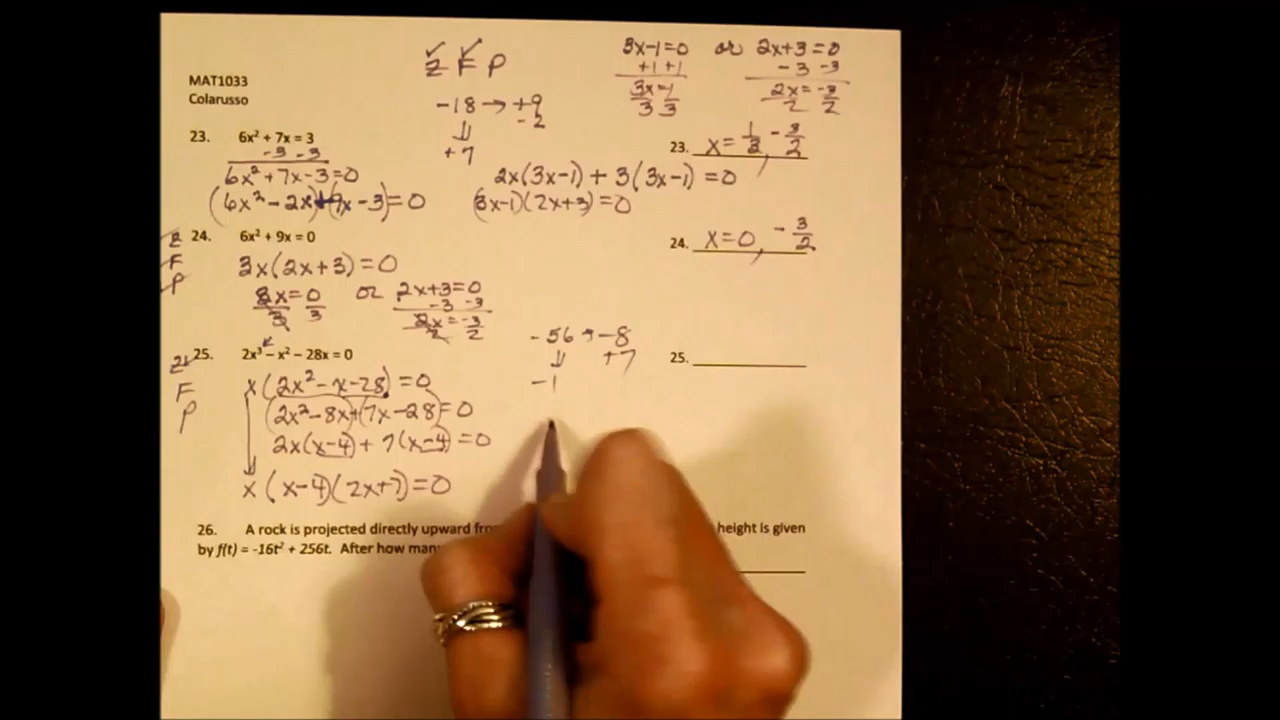 MAT1033
Colarusso
Z F P
-18 → +9
-2
⇓
+7
3x-1=0 or 2x+3=0
+1 +1 -3 -3
3x=1 2x=-3
3 3 2 2
23. 6x² + 7x = 3
-3 -3
6x²+7x-3=0
(6x²-2x)+(9x-3)=0
2x(3x-1)+3(3x-1)=0
(3x-1)(2x+3)=0
23. x=1/3, -3/2
Z
F
P
24. 6x² + 9x = 0
3x(2x+3)=0
3x=0 or 2x+3=0
3 3 -3 -3
2x=-3
2 2
24. x=0, -3/2
Z
F
P
25. 2x³ – x² – 28x = 0
x(2x²-x-28)=0
(2x²-8x)+(7x-28)=0
2x(x-4)+7(x-4)=0
x(x-4)(2x+7)=0
-56 → -8
⇓ +7
-1
25.
26. A rock is projected directly upward from height is given
by f(t) = -16t² + 256t. After how man